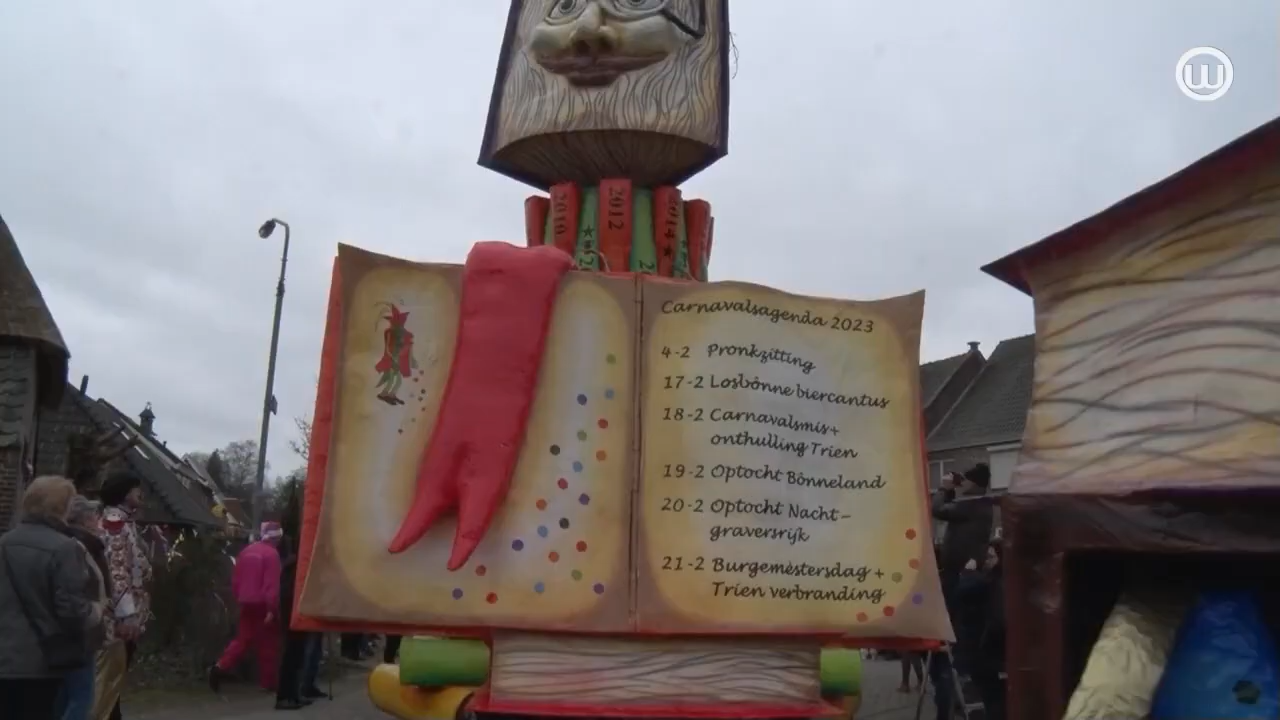 W
2010
2012
2014
Carnavalsagenda 2023
4-2 Pronkzitting
17-2 Losbônne biercantus
18-2 Carnavalsmis+
onthulling Trien
19-2 Optocht Bônneland
20-2 Optocht Nacht-
graversrijk
21-2 Burgemèstersdag +
Trien verbranding